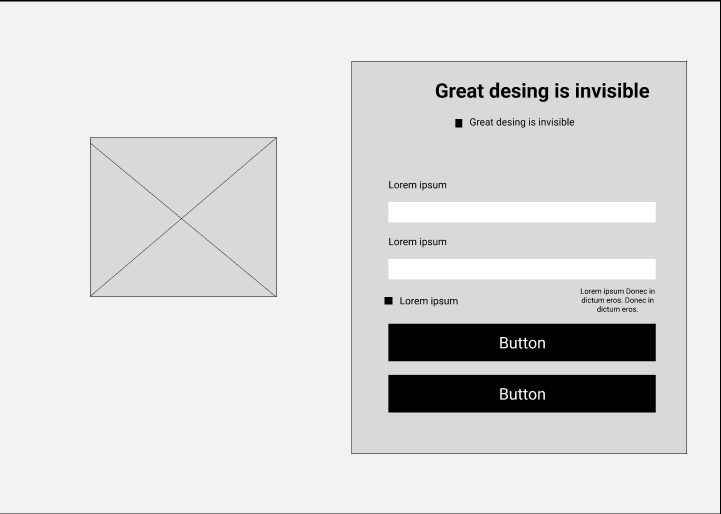 Great desing is invisible
Great desing is invisible
Lorem ipsum
Lorem ipsum
Lorem ipsum
Lorem ipsum Donec in
dictum eros. Donec in
dictum eros.
Button
Button